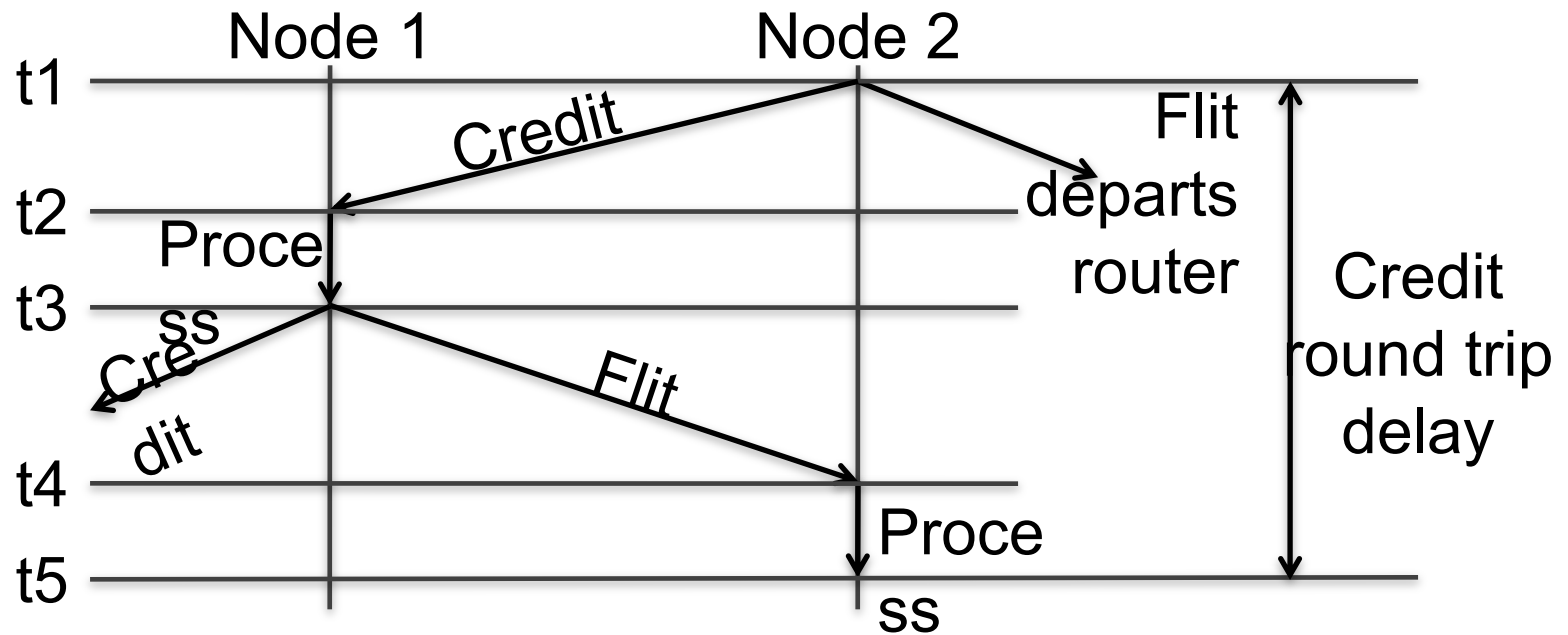 Node 1
Node 2
t1
Credit
Flit
departs
router
t2
Proce
ss
t3
Cre
dit
Flit
Credit
round trip
delay
t4
Proce
ss
t5